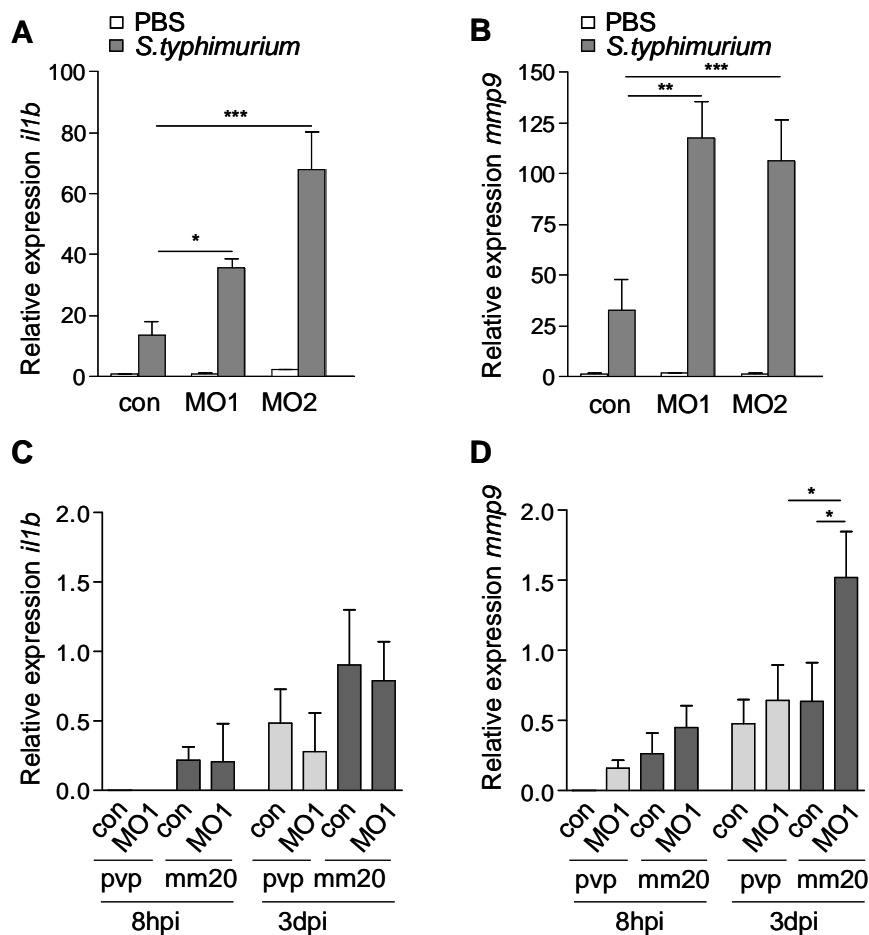 A
PBS
S.typhimurium
Relative expression il1b
100
80
60
40
20
0
***
*
con MO1 MO2
B
PBS
S.typhimurium
Relative expression mmp9
150
125
100
75
50
25
0
***
**
con MO1 MO2
C
Relative expression il1b
2.0
1.5
1.0
0.5
0.0
con MO1 con MO1 con MO1 con MO1
pvp mm20 pvp mm20
8hpi 3dpi
D
Relative expression mmp9
2.0
1.5
1.0
0.5
0.0
*
*
con MO1 con MO1 con MO1 con MO1
pvp mm20 pvp mm20
8hpi 3dpi